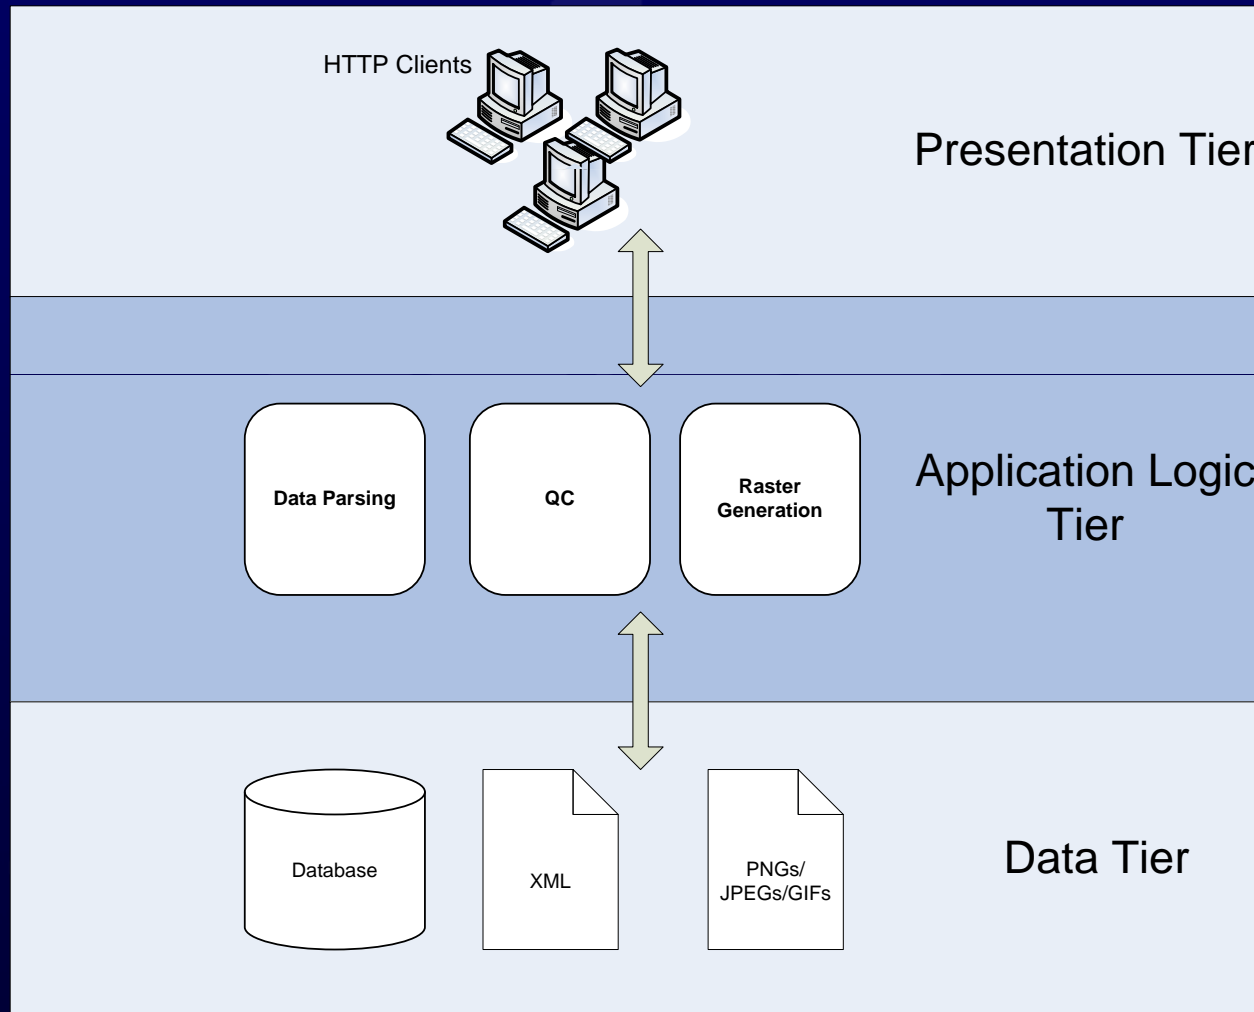 HTTP Clients
Presentation Tier
Data Parsing
QC
Raster
Generation
Application Logic
Tier
Database
XML
PNGs/
JPEGs/GIFs
Data Tier